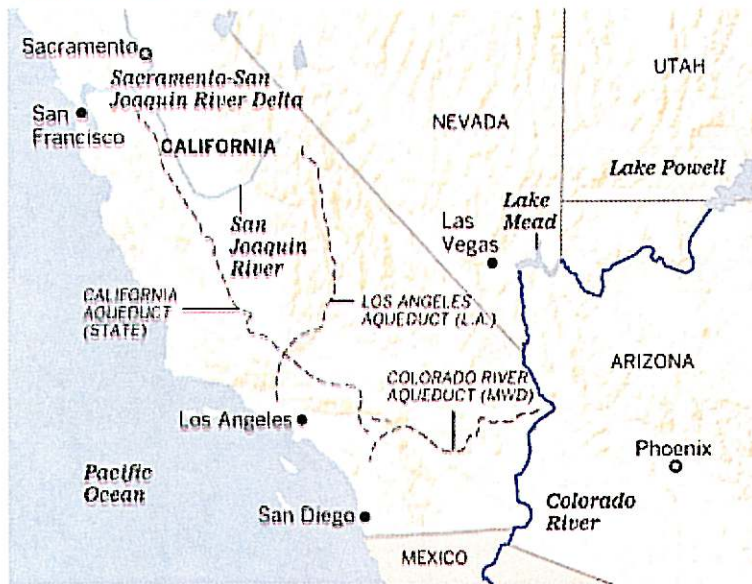 Sacramento
Sacramento-San
Joaquin River Delta
San
Francisco
CALIFORNIA
NEVADA
UTAH
Lake Powell
Lake
Mead
Las
Vegas
San
Joaquin
River
CALIFORNIA
AQUEDUCT
(STATE)
LOS ANGELES
AQUEDUCT (L.A.)
COLORADO RIVER
AQUEDUCT (MWD)
ARIZONA
Los Angeles
Phoenix
Pacific
Ocean
San Diego
Colorado
River
MEXICO